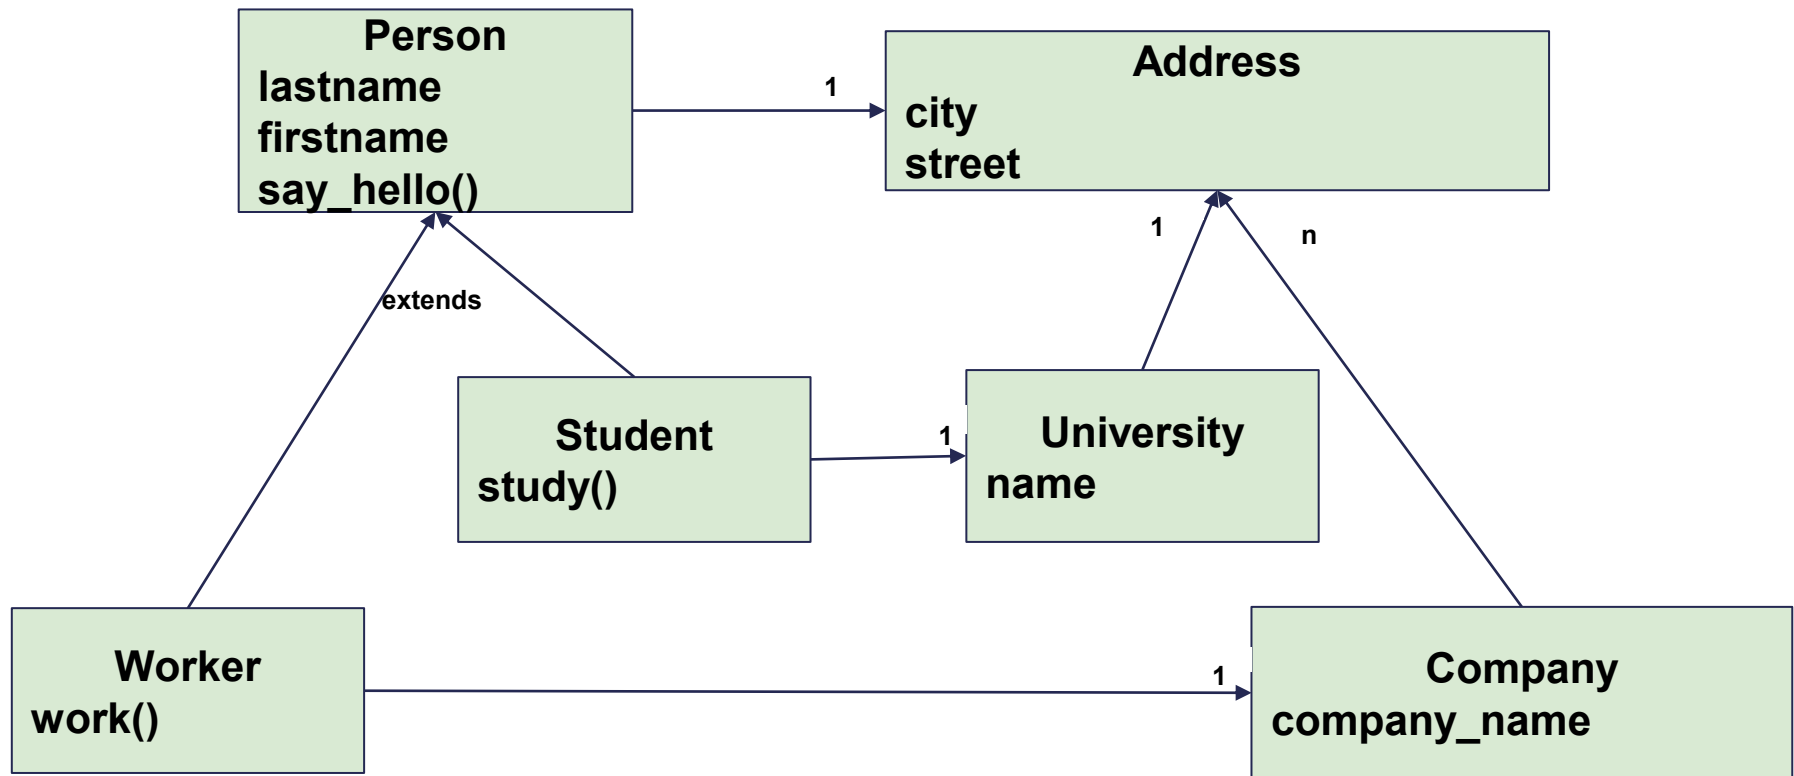 Person
lastname
firstname
say_hello()
1
Address
city
street
1
n
extends
Student
study()
1
University
name
Worker
work()
1
Company
company_name